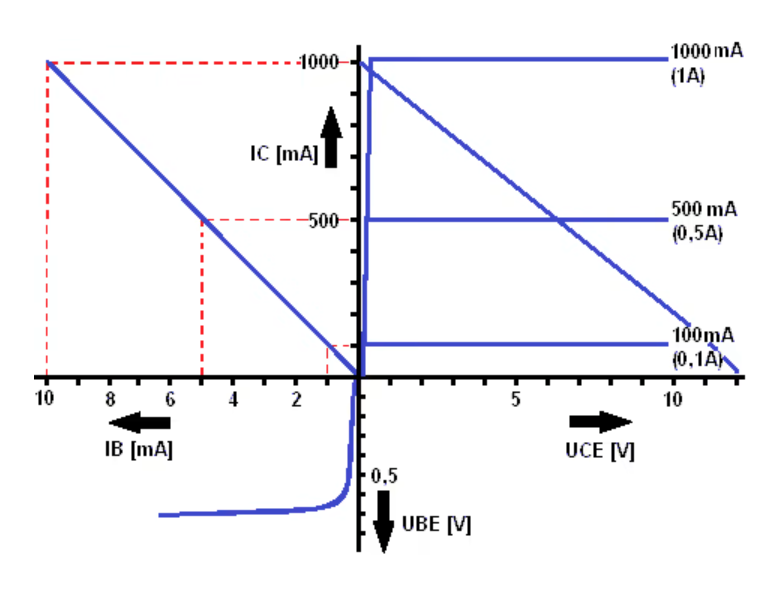 1000 mA
(1A)
1000
IC [mA]
500
500 mA
(0,5A)
100mA
(0,1A)
10
8
6
4
2
5
10
IB [mA]
UCE [V]
0,5
UBE [V]